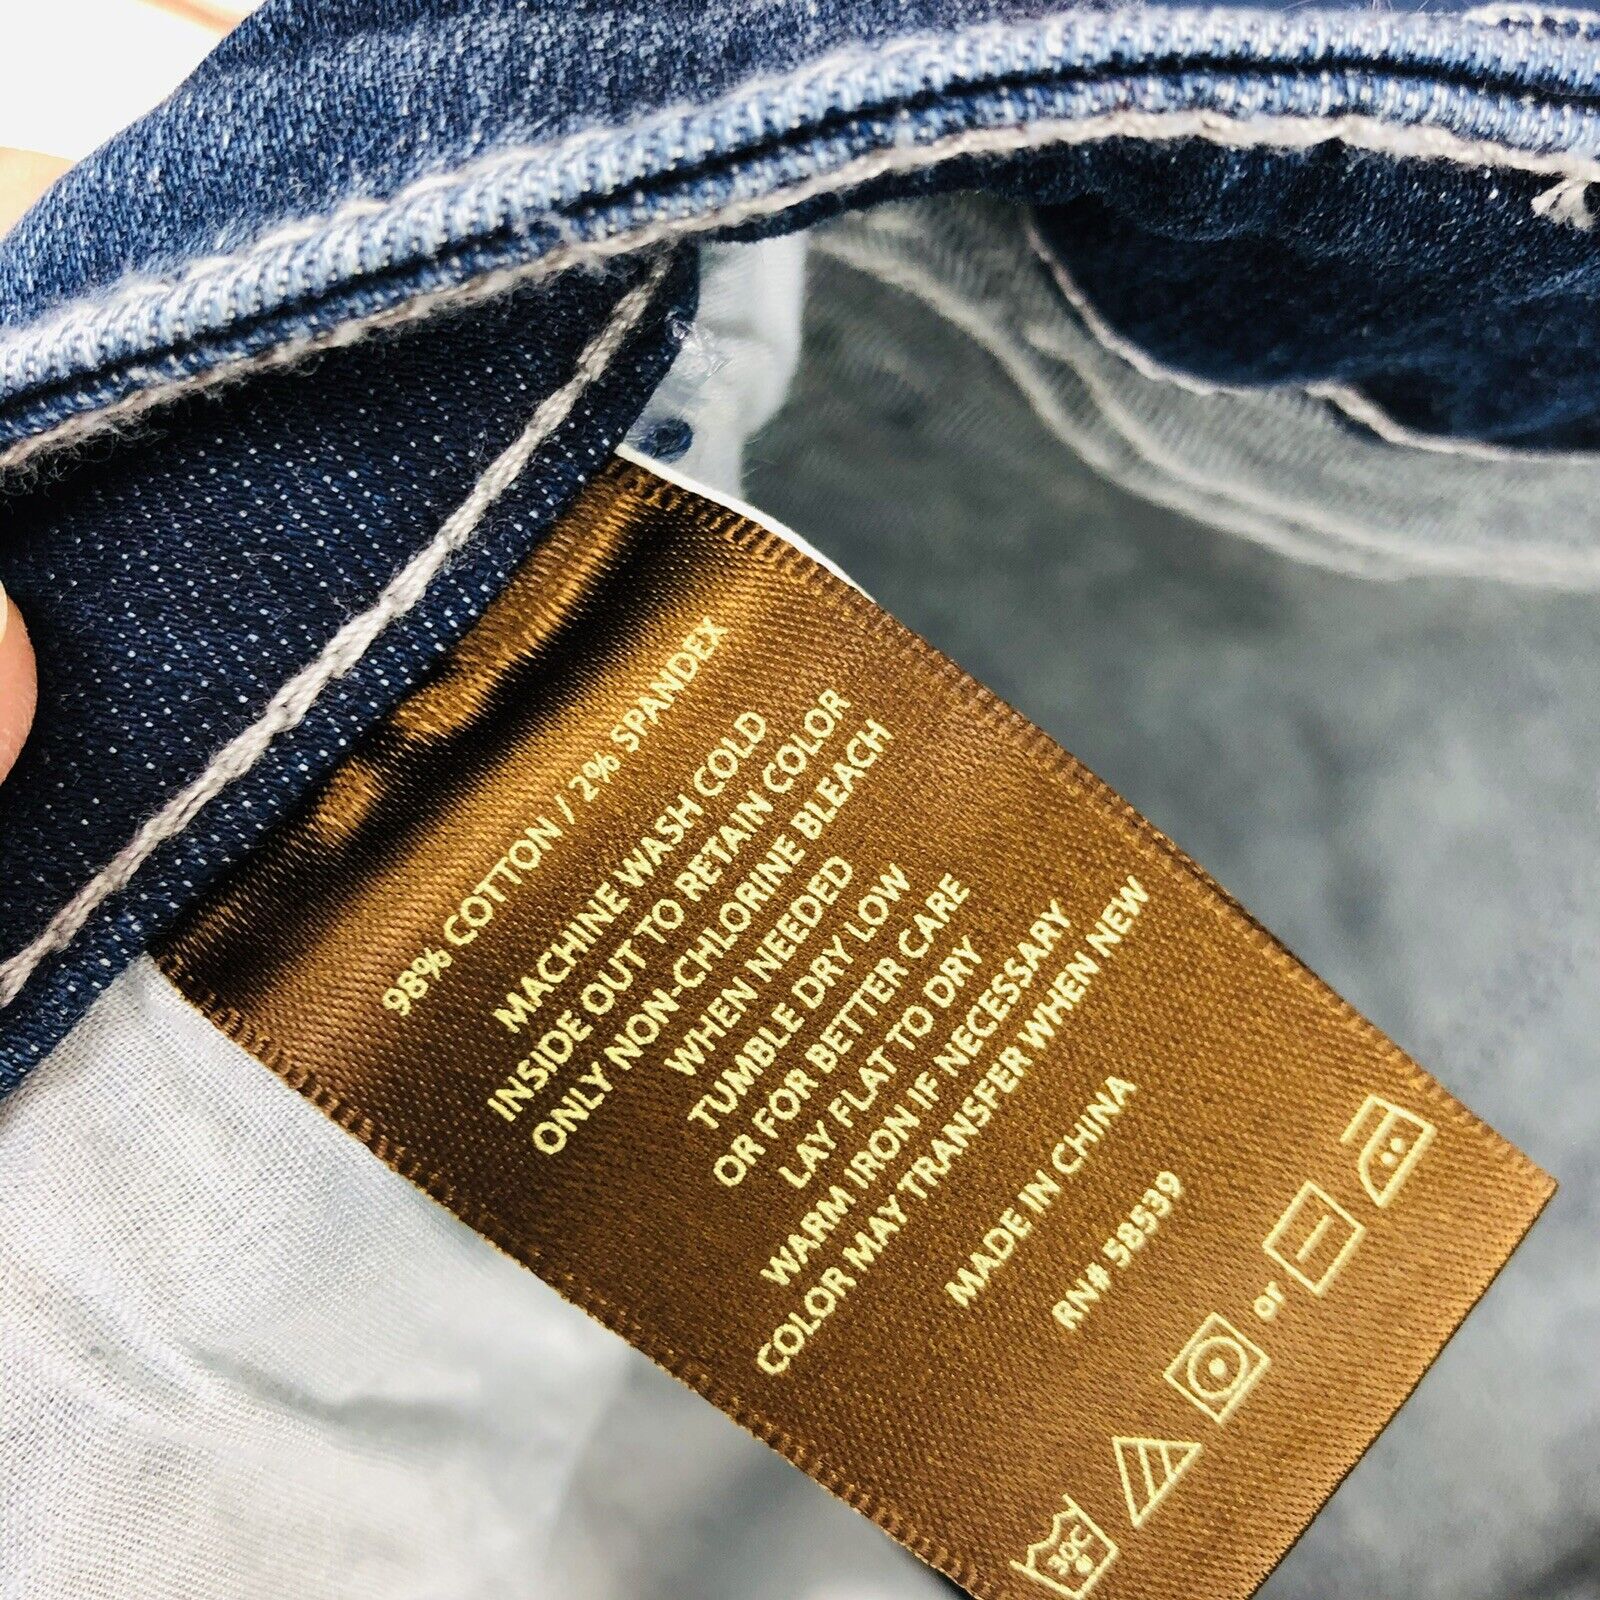 98% COTTON / 2% SPANDEX
MACHINE WASH COLD
INSIDE OUT TO RETAIN COLOR
ONLY NON-CHLORINE BLEACH
WHEN NEEDED
TUMBLE DRY LOW
OR FOR BETTER CARE
LAY FLAT TO DRY
WARM IRON IF NECESSARY
COLOR MAY TRANSFER WHEN NEW
MADE IN CHINA
RN# 58539
30C or